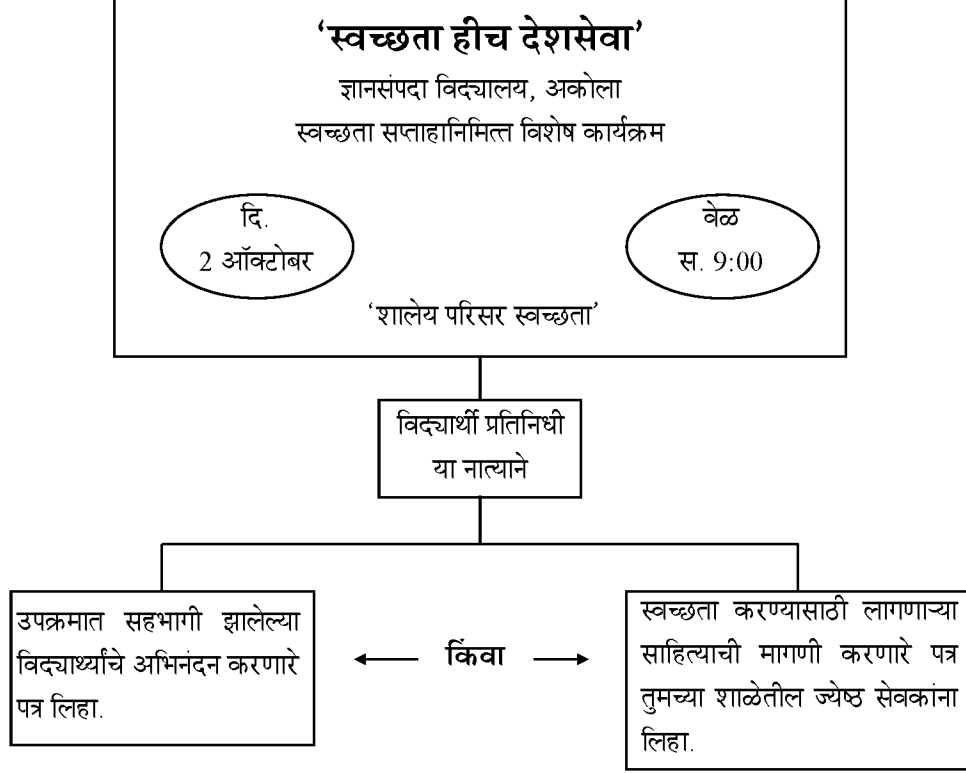 ‘स्वच्छता हीच देशसेवा’
ज्ञानसंपदा विद्यालय, अकोला
स्वच्छता सप्ताहानिमित्त विशेष कार्यक्रम
दि.
2 ऑक्टोबर
वेळ
स. 9:00
‘शालेय परिसर स्वच्छता’
विद्यार्थी प्रतिनिधी
या नात्याने
उपक्रमात सहभागी झालेल्या
विद्यार्थ्यांचे अभिनंदन करणारे
पत्र लिहा.
किंवा
स्वच्छता करण्यासाठी लागणाऱ्या
साहित्याची मागणी करणारे पत्र
तुमच्या शाळेतील ज्येष्ठ सेवकांना
लिहा.